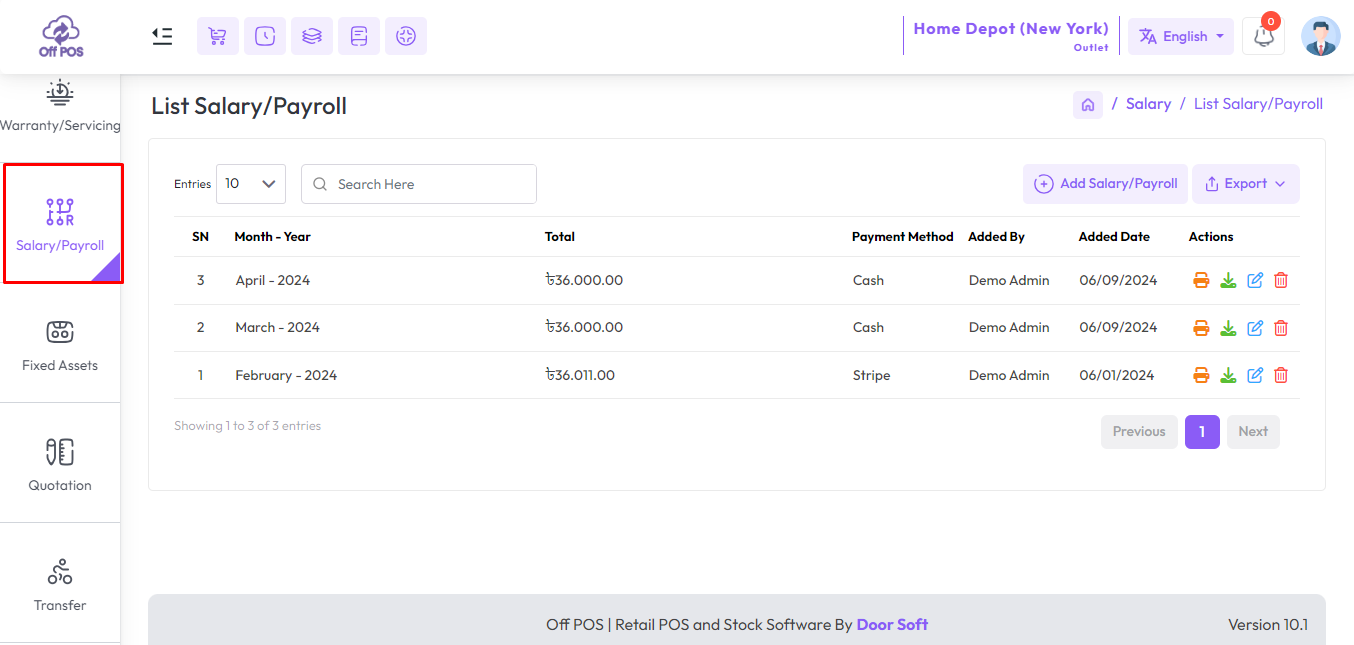 Off POS
Home Depot (New York)
Outlet
English
0
Warranty/Servicing
Salary/Payroll
Fixed Assets
Quotation
Transfer
List Salary/Payroll
/ Salary / List Salary/Payroll
Entries 10 Search Here Add Salary/Payroll Export
SN Month - Year Total Payment Method Added By Added Date Actions
3 April - 2024 ৳36.000.00 Cash Demo Admin 06/09/2024
2 March - 2024 ৳36.000.00 Cash Demo Admin 06/09/2024
1 February - 2024 ৳36.011.00 Stripe Demo Admin 06/01/2024
Showing 1 to 3 of 3 entries
Previous 1 Next
Off POS | Retail POS and Stock Software By Door Soft Version 10.1